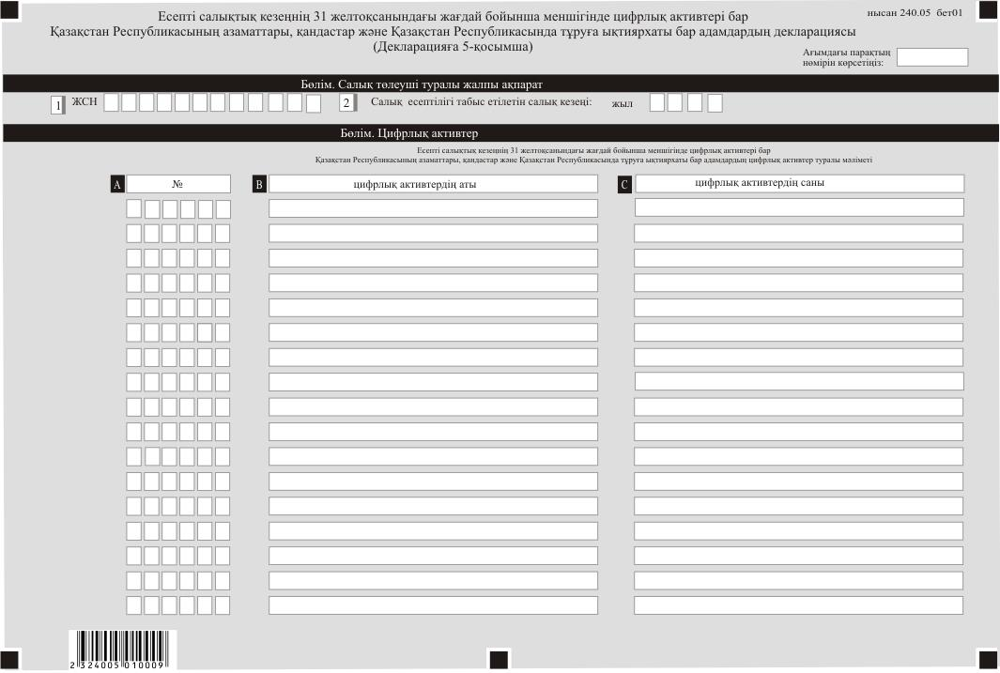 Есепті салықтық кезеңнің 31 желтоқсанындағы жағдай бойынша меншігінде цифрлық активтері бар
нысан 240.05 бет01
Қазақстан Республикасының азаматтары, қандастар және Қазақстан Республикасында тұруға ықтиярхаты бар адамдардың декларациясы
(Декларацияға 5-қосымша)
Ағымдағы парақтың
нөмірін көрсетіңіз:
Бөлім. Салық төлеуші туралы жалпы ақпарат
1 ЖСН 2 Салық есептілігі табыс етілетін салық кезеңі: жыл
Бөлім. Цифрлық активтер
Есепті салықтық кезеңнің 31 желтоқсанындағы жағдай бойынша меншігінде цифрлық активтері бар
Қазақстан Республикасының азаматтары, қандастар және Қазақстан Республикасында тұруға ықтиярхаты бар адамдардың цифрлық активтер туралы мәліметі
A № B цифрлық активтердің аты C цифрлық активтердің саны
2 324005 010009